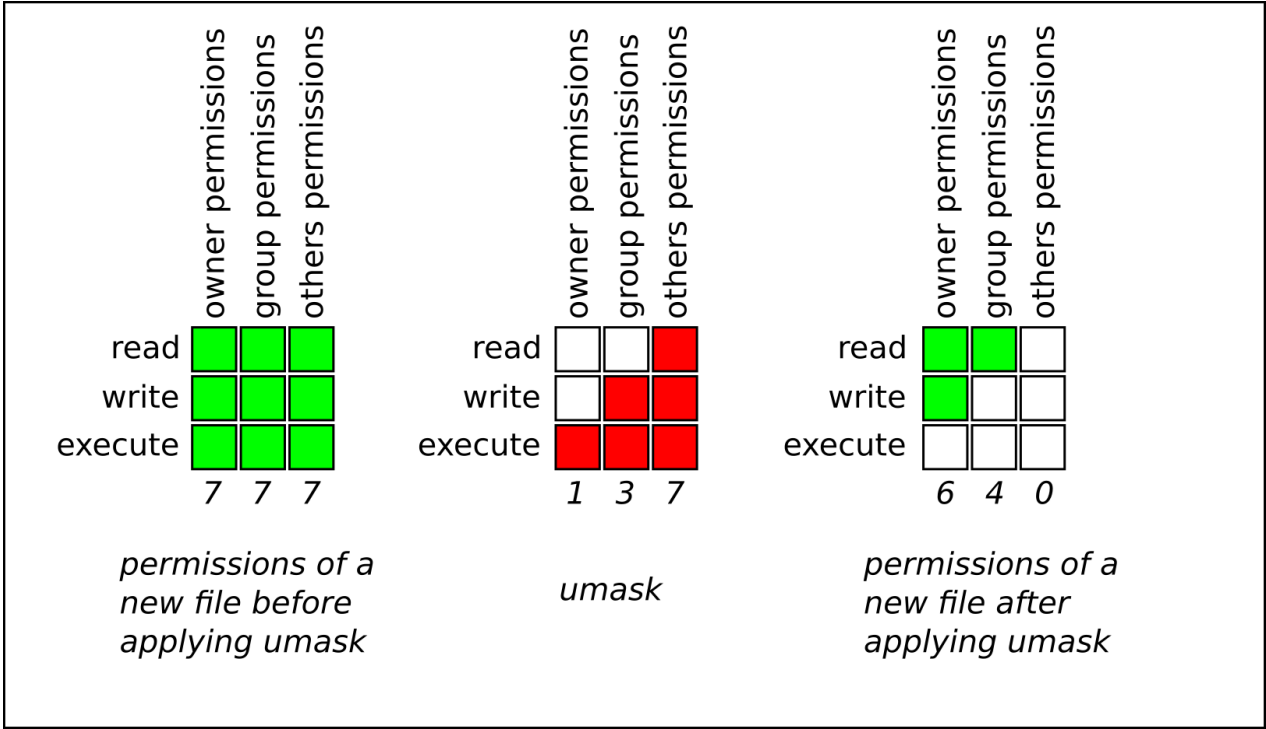 owner permissions
group permissions
others permissions
read
write
execute
7 7 7
permissions of a
new file before
applying umask
owner permissions
group permissions
others permissions
read
write
execute
1 3 7
umask
owner permissions
group permissions
others permissions
read
write
execute
6 4 0
permissions of a
new file after
applying umask